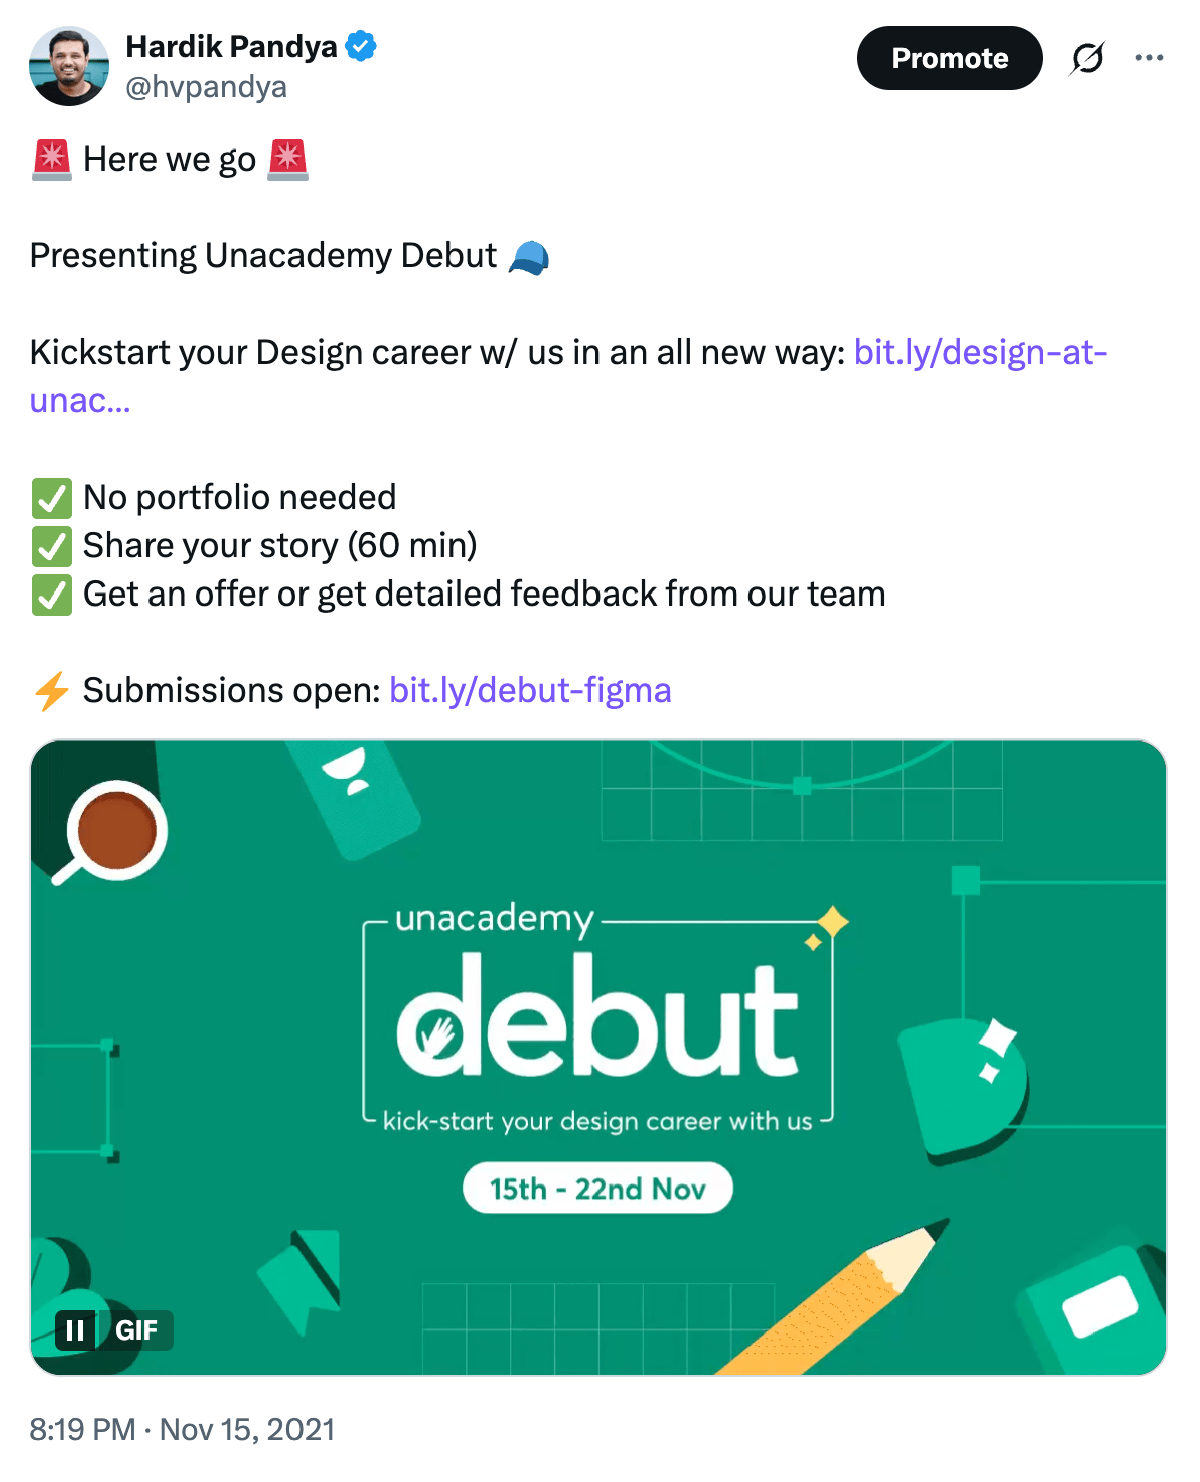 Hardik Pandya
@hvpandya
Promote
🚨 Here we go 🚨
Presenting Unacademy Debut 🧢
Kickstart your Design career w/ us in an all new way: bit.ly/design-at-
unac...
✅ No portfolio needed
✅ Share your story (60 min)
✅ Get an offer or get detailed feedback from our team
⚡ Submissions open: bit.ly/debut-figma
unacademy
debut
kick-start your design career with us
15th - 22nd Nov
GIF
8:19 PM · Nov 15, 2021